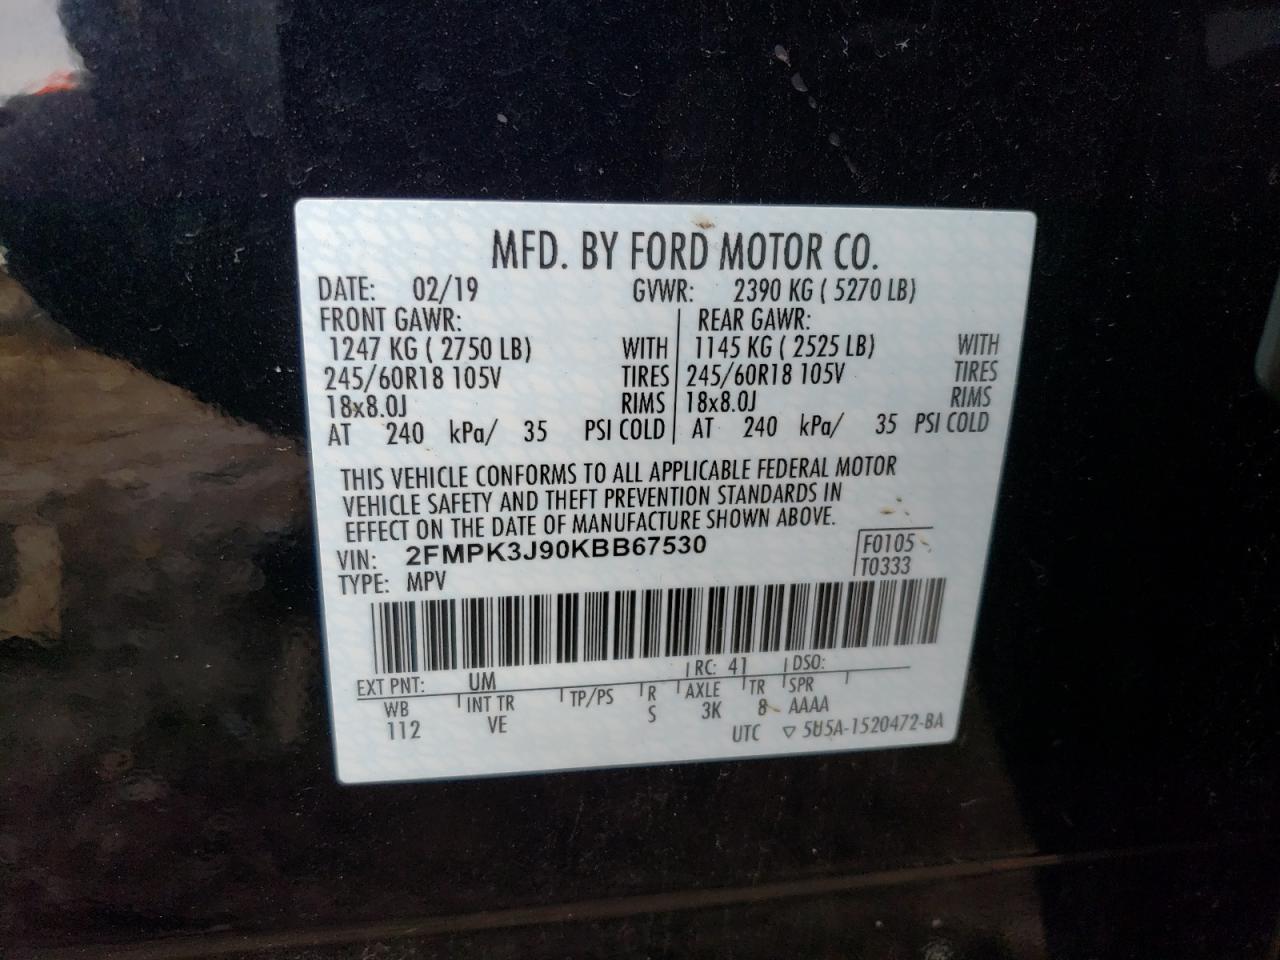 MFD. BY FORD MOTOR CO.
DATE: 02/19 GVWR: 2390 KG ( 5270 LB)
FRONT GAWR: REAR GAWR:
1247 KG ( 2750 LB) WITH 1145 KG ( 2525 LB) WITH
245/60R18 105V TIRES 245/60R18 105V TIRES
18x8.0J RIMS 18x8.0J RIMS
AT 240 kPa/ 35 PSI COLD AT 240 kPa/ 35 PSI COLD
THIS VEHICLE CONFORMS TO ALL APPLICABLE FEDERAL MOTOR
VEHICLE SAFETY AND THEFT PREVENTION STANDARDS IN
EFFECT ON THE DATE OF MANUFACTURE SHOWN ABOVE.
VIN: 2FMPK3J90KBB67530 F0105
TYPE: MPV T0333
EXT PNT: UM RC: 41 DSO:
WB INT TR TP/PS R AXLE TR SPR
112 VE S 3K 8 AAAA
UTC ▽ 5U5A-1520472-BA